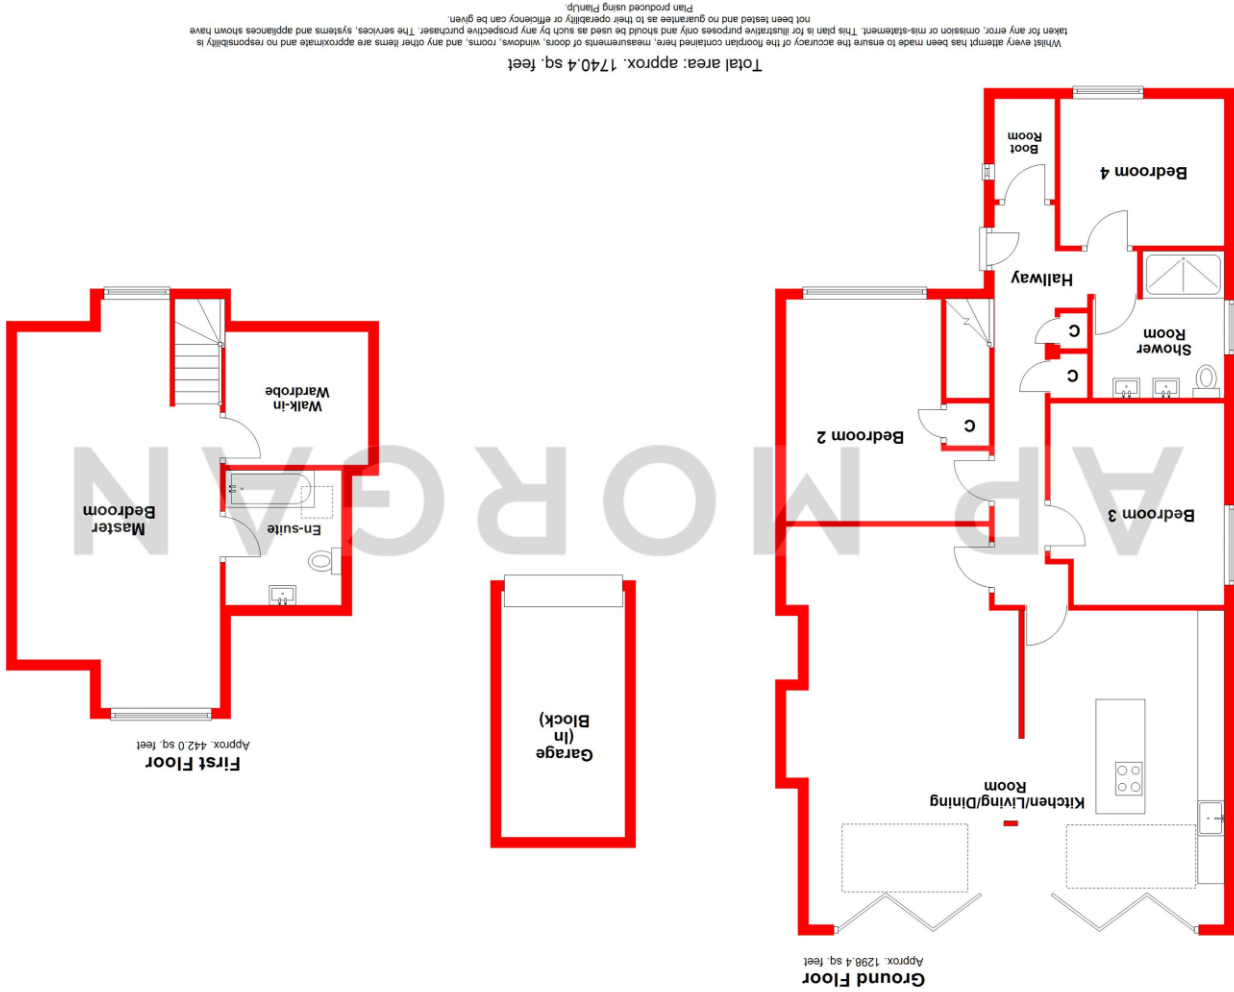 Ground Floor
Approx. 1298.4 sq. feet
Kitchen/Living/Dining
Room
Bedroom 3
Bedroom 2
C
C
C
Shower
Room
Hallway
Bedroom 4
Boot
Room
Garage
(In
Block)
First Floor
Approx. 442.0 sq. feet
Master
Bedroom
En-suite
Walk-in
Wardrobe
AP MORGAN
Total area: approx. 1740.4 sq. feet
Whilst every attempt has been made to ensure the accuracy of the floorplan contained here, measurements of doors, windows, rooms, and any other items are approximate and no responsibility is
taken for any error, omission or mis-statement. This plan is for illustrative purposes only and should be used as such by any prospective purchaser. The services, systems and appliances shown have
not been tested and no guarantee as to their operability or efficiency can be given.
Plan produced using PlanUp.